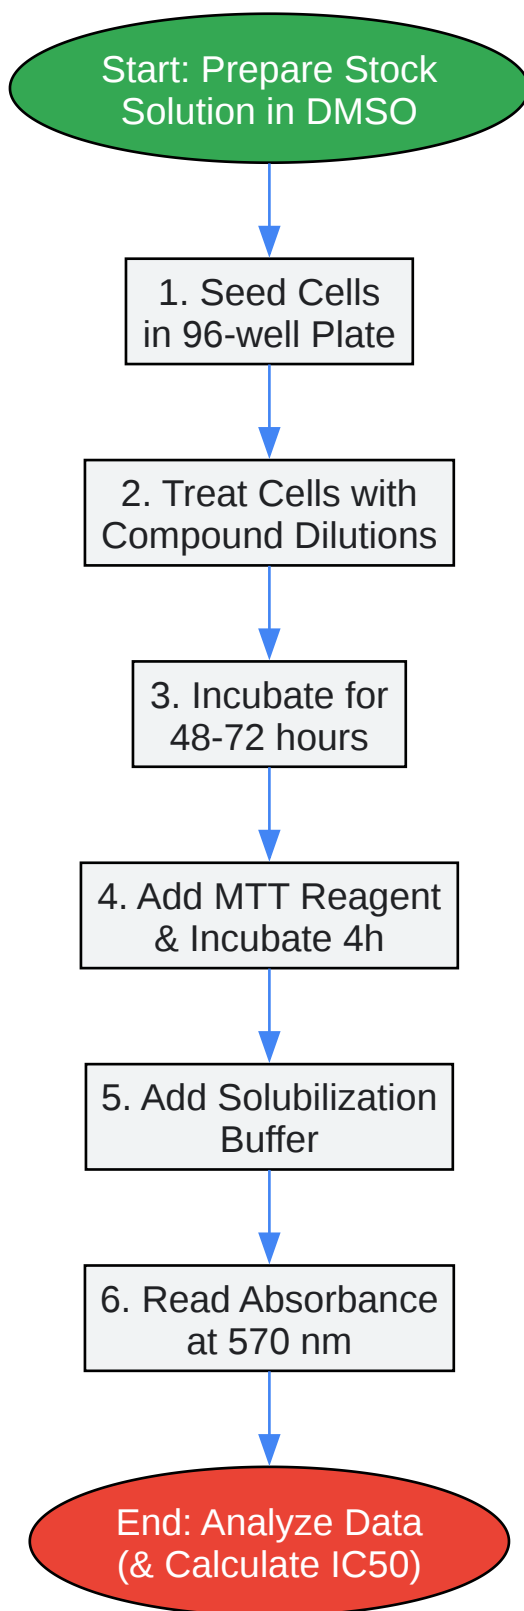 Start: Prepare Stock
Solution in DMSO
1. Seed Cells
in 96-well Plate
2. Treat Cells with
Compound Dilutions
3. Incubate for
48-72 hours
4. Add MTT Reagent
& Incubate 4h
5. Add Solubilization
Buffer
6. Read Absorbance
at 570 nm
End: Analyze Data
(& Calculate IC50)